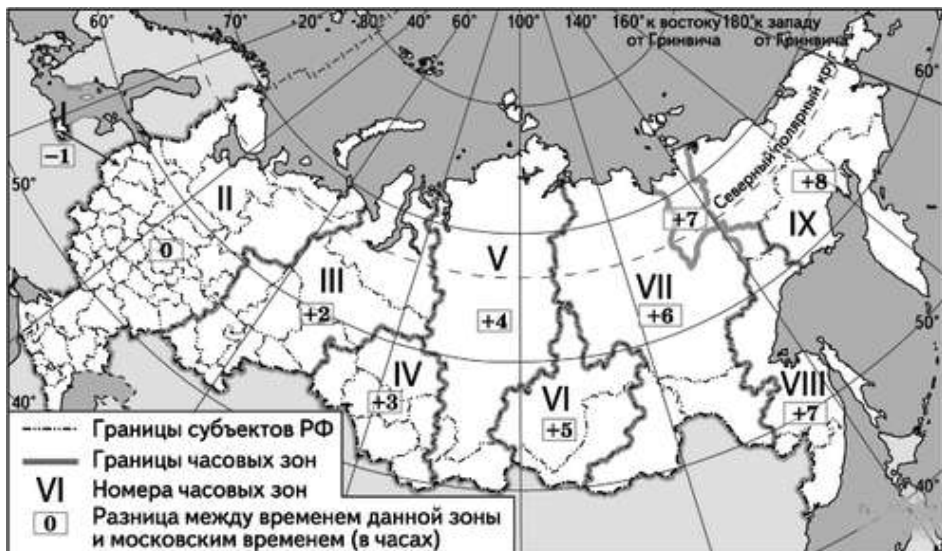 60° 70° 80° 40° 60° 100° 140° 160° к востоку 180° к западу
от Гринвича от Гринвича
60°
I
−1
50°
Северный полярный круг
II
+8
+7
IX
0
V
III
VII
+2
+4
+6
50°
IV
VI
VIII
+3
+5
+7
40°
40°
Границы субъектов РФ
Границы часовых зон
VI Номера часовых зон
0 Разница между временем данной зоны
и московским временем (в часах)